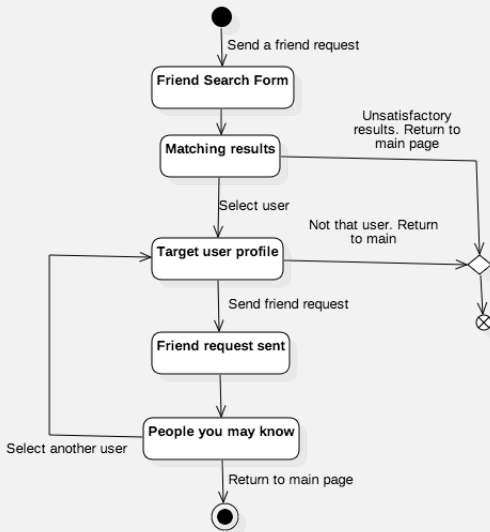 Send a friend request
Friend Search Form
Unsatisfactory
results. Return to
main page
Matching results
Select user
Not that user. Return
to main
Target user profile
Send friend request
Friend request sent
People you may know
Select another user
Return to main page